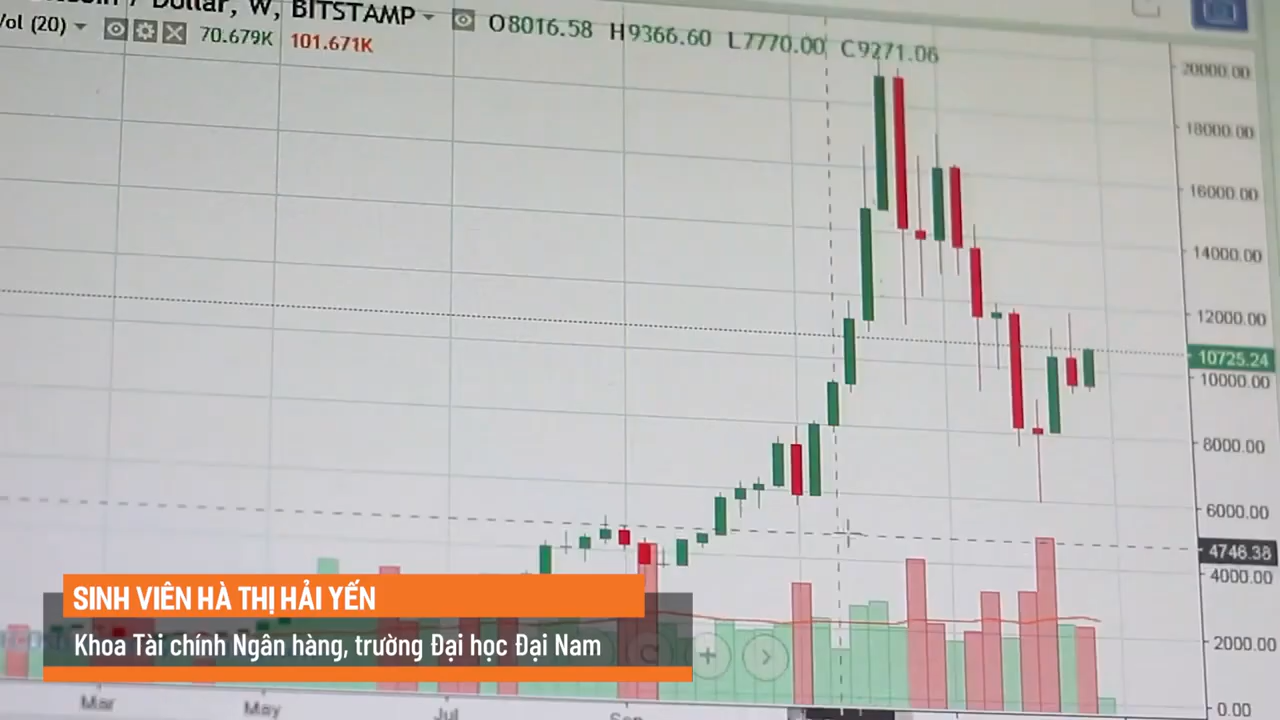 Dollar, W, BITSTAMP O8016.58 H9366.60 L7770.00 C9271.06
Vol (20) 70.679K 101.671K
20000.00
18000.00
16000.00
14000.00
12000.00
10725.24
10000.00
8000.00
6000.00
4746.38
4000.00
2000.00
0.00
SINH VIÊN HÀ THỊ HẢI YẾN
Khoa Tài chính Ngân hàng, trường Đại học Đại Nam
Mar May Jul Sep